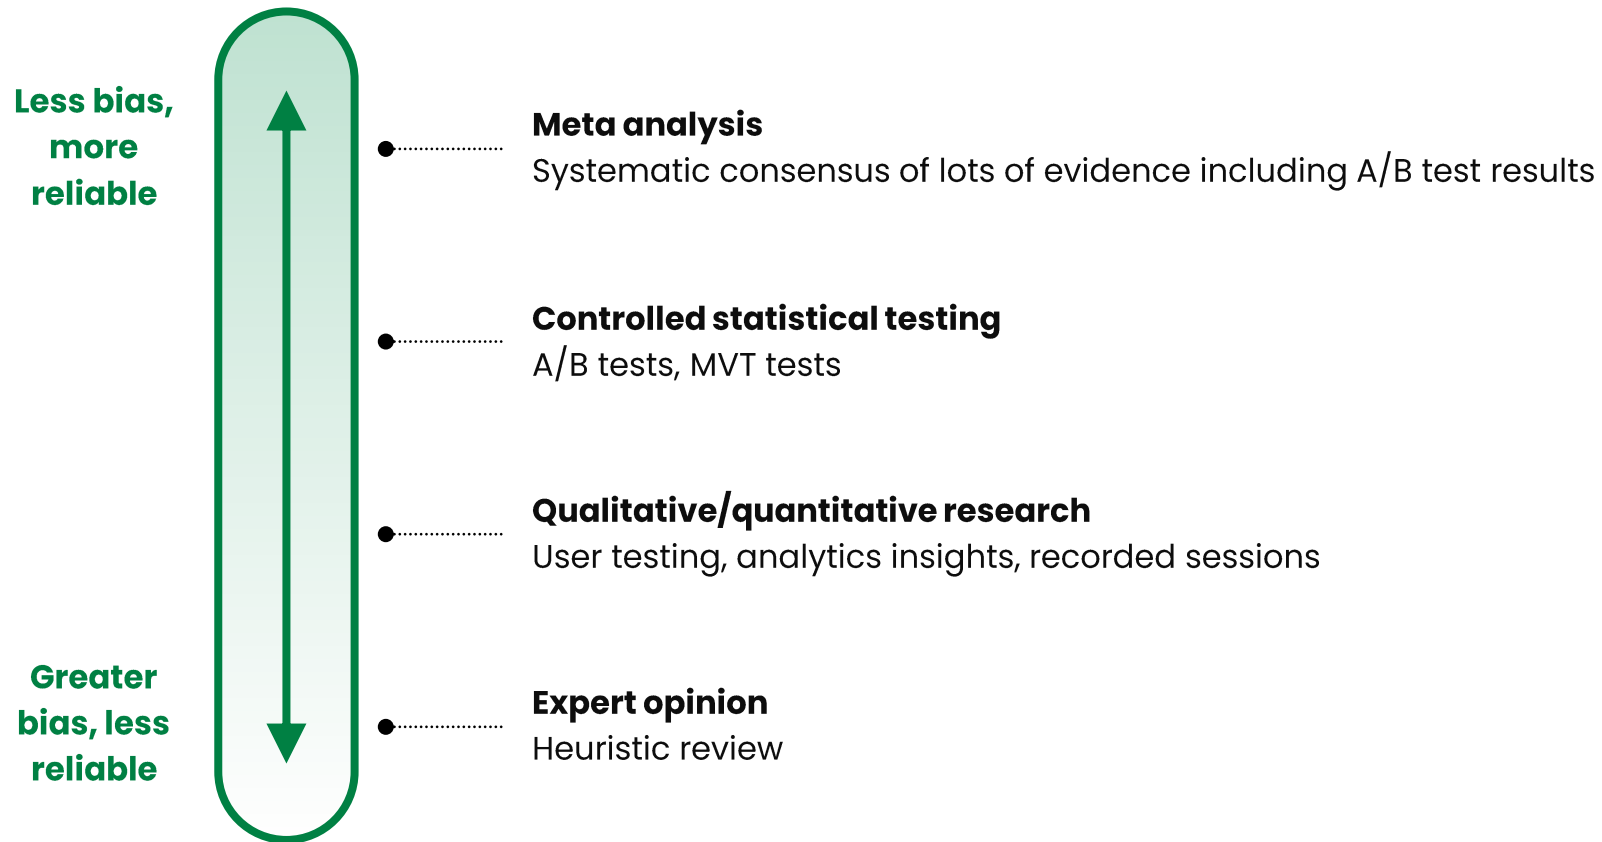 Less bias,
more
reliable
Meta analysis
Systematic consensus of lots of evidence including A/B test results
Controlled statistical testing
A/B tests, MVT tests
Qualitative/quantitative research
User testing, analytics insights, recorded sessions
Greater
bias, less
reliable
Expert opinion
Heuristic review